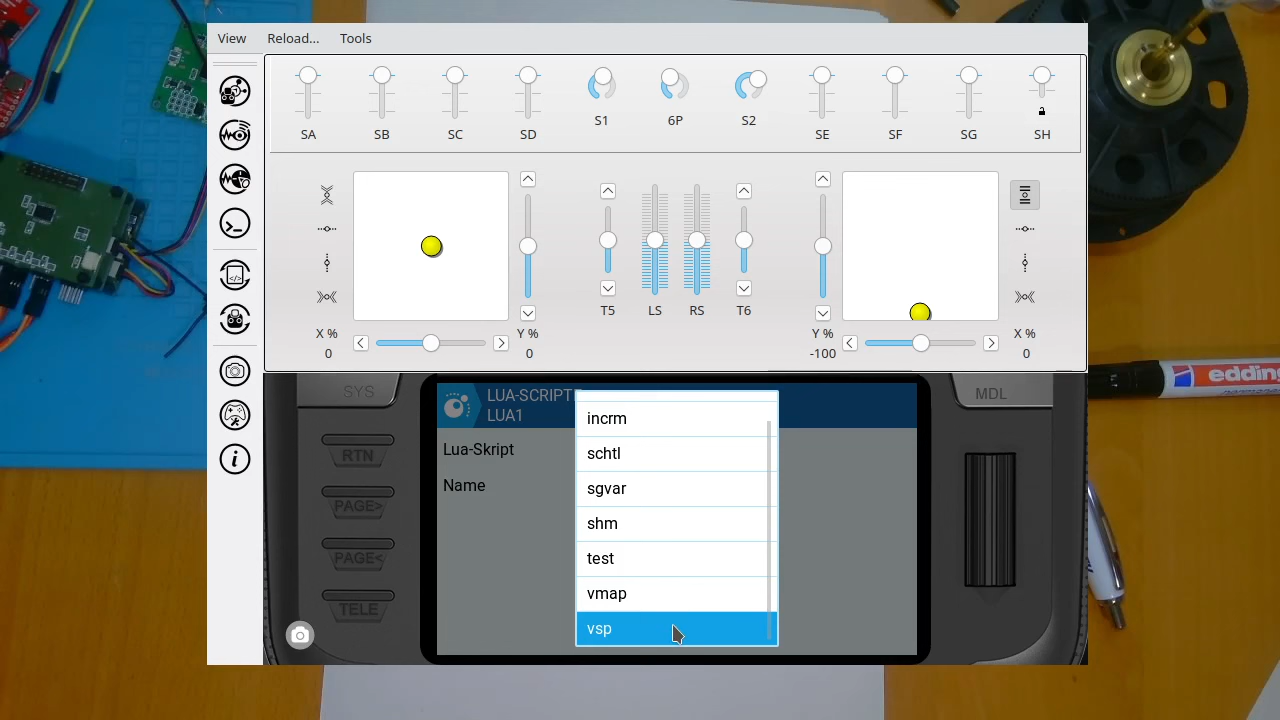 View Reload... Tools
SA SB SC SD S1 6P S2 SE SF SG SH
X % Y % T5 LS RS T6 Y % X %
0 0 -100 0
SYS MDL
LUA-SCRIPT
LUA1
RTN
PAGE>
PAGE<
TELE
Lua-Skript
Name
incrm
schtl
sgvar
shm
test
vmap
vsp
edding